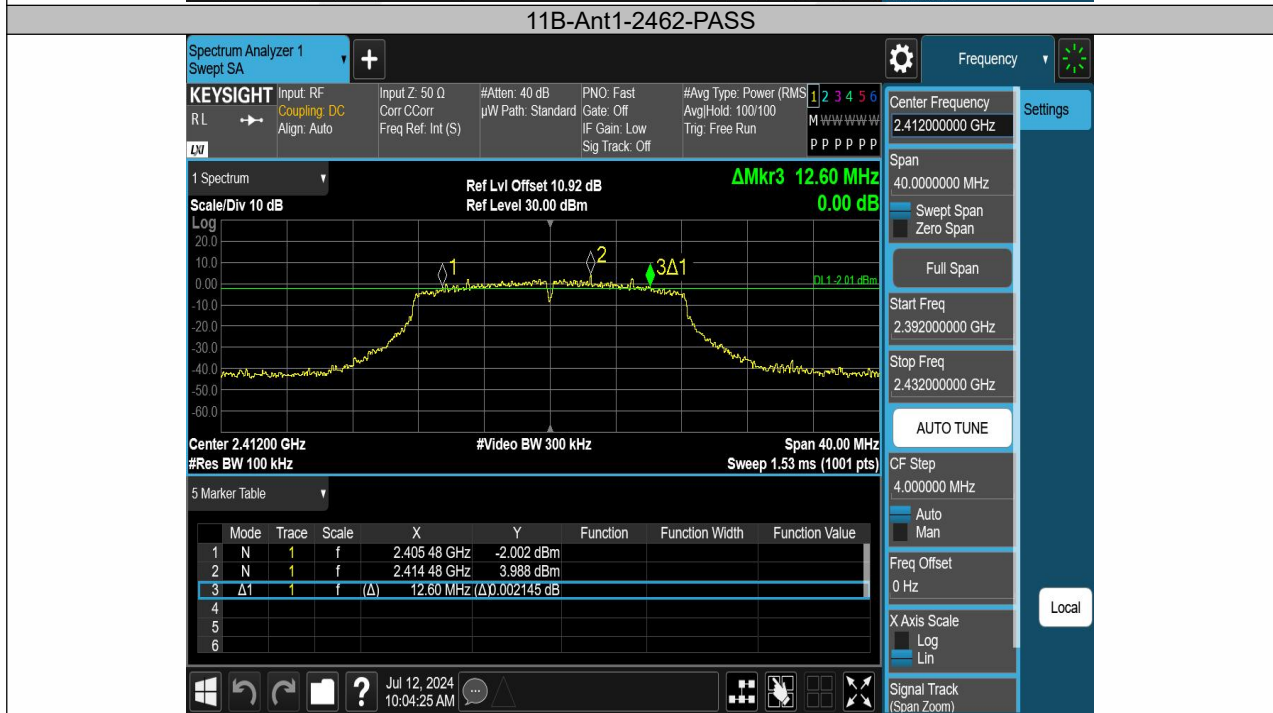 11B-Ant1-2462-PASS
Spectrum Analyzer 1
Swept SA
+
Frequency
KEYSIGHT
RL
LXI
Input: RF
Coupling: DC
Align: Auto
Input Z: 50 Ω
Corr CCorr
Freq Ref: Int (S)
#Atten: 40 dB
µW Path: Standard
PNO: Fast
Gate: Off
IF Gain: Low
Sig Track: Off
#Avg Type: Power (RMS
Avg|Hold: 100/100
Trig: Free Run
1 2 3 4 5 6
M W W W W W
P P P P P P
1 Spectrum
Scale/Div 10 dB
Ref Lvl Offset 10.92 dB
Ref Level 30.00 dBm
ΔMkr3 12.60 MHz
0.00 dB
Log
20.0
10.0
0.00
-10.0
-20.0
-30.0
-40.0
-50.0
-60.0
1
2
3Δ1
DL1 -2.01 dBm
Center 2.41200 GHz
#Video BW 300 kHz
Span 40.00 MHz
#Res BW 100 kHz
Sweep 1.53 ms (1001 pts)
5 Marker Table
Mode Trace Scale X Y Function Function Width Function Value
1 N 1 f 2.405 48 GHz -2.002 dBm
2 N 1 f 2.414 48 GHz 3.988 dBm
3 Δ1 1 f (Δ) 12.60 MHz (Δ)0.002145 dB
4
5
6
?
Jul 12, 2024
10:04:25 AM
Center Frequency
2.412000000 GHz
Settings
Span
40.0000000 MHz
Swept Span
Zero Span
Full Span
Start Freq
2.392000000 GHz
Stop Freq
2.432000000 GHz
AUTO TUNE
CF Step
4.000000 MHz
Auto
Man
Freq Offset
0 Hz
X Axis Scale
Log
Lin
Local
Signal Track
(Span Zoom)